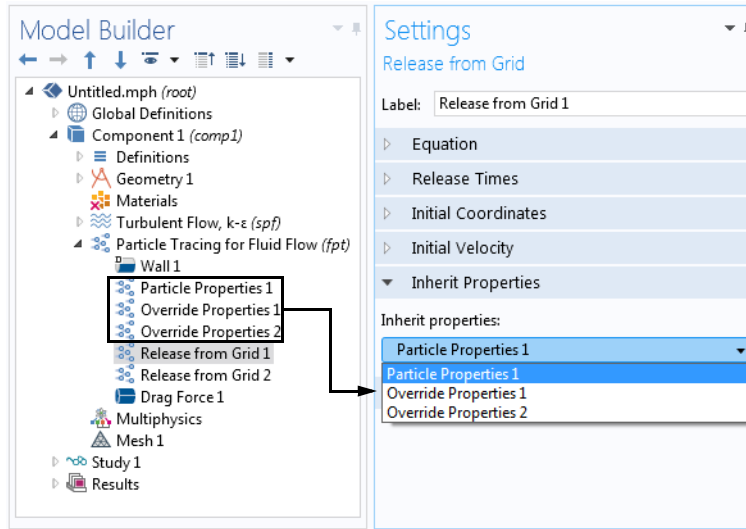 Model Builder
Untitled.mph (root)
Global Definitions
Component 1 (comp1)
Definitions
Geometry 1
Materials
Turbulent Flow, k-ε (spf)
Particle Tracing for Fluid Flow (fpt)
Wall 1
Particle Properties 1
Override Properties 1
Override Properties 2
Release from Grid 1
Release from Grid 2
Drag Force 1
Multiphysics
Mesh 1
Study 1
Results
Settings
Release from Grid
Label: Release from Grid 1
Equation
Release Times
Initial Coordinates
Initial Velocity
Inherit Properties
Inherit properties:
Particle Properties 1
Particle Properties 1
Override Properties 1
Override Properties 2